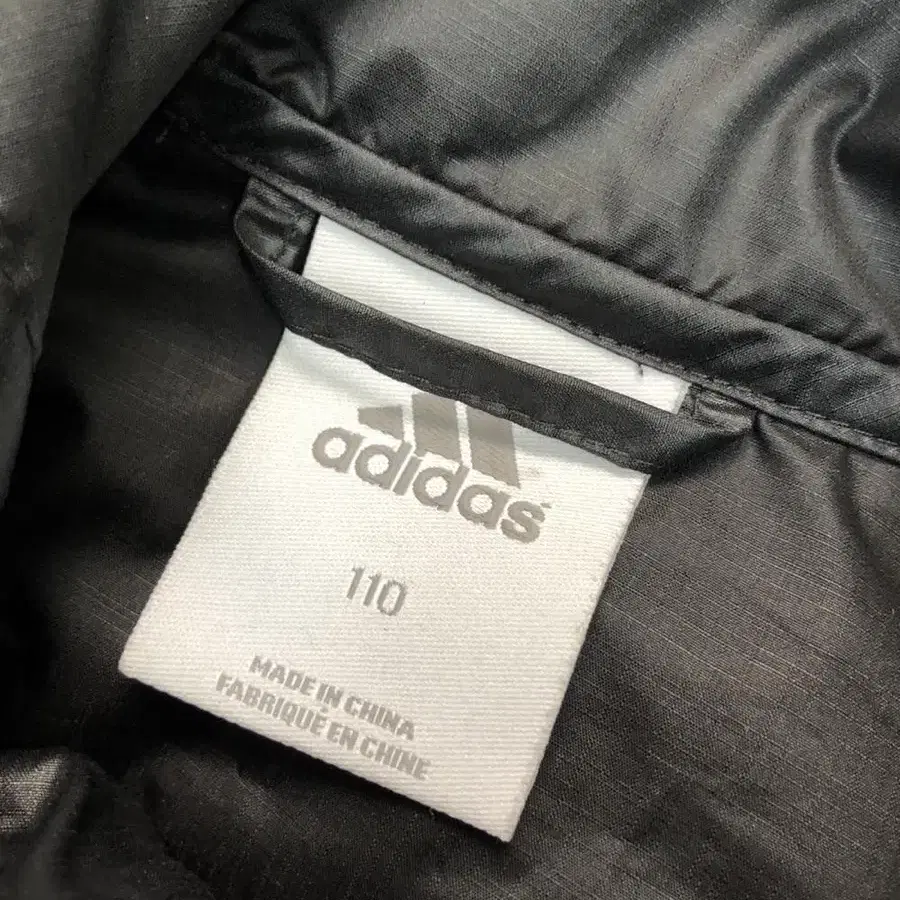 adidas
110
MADE IN CHINA
FABRIQUÉ EN CHINE